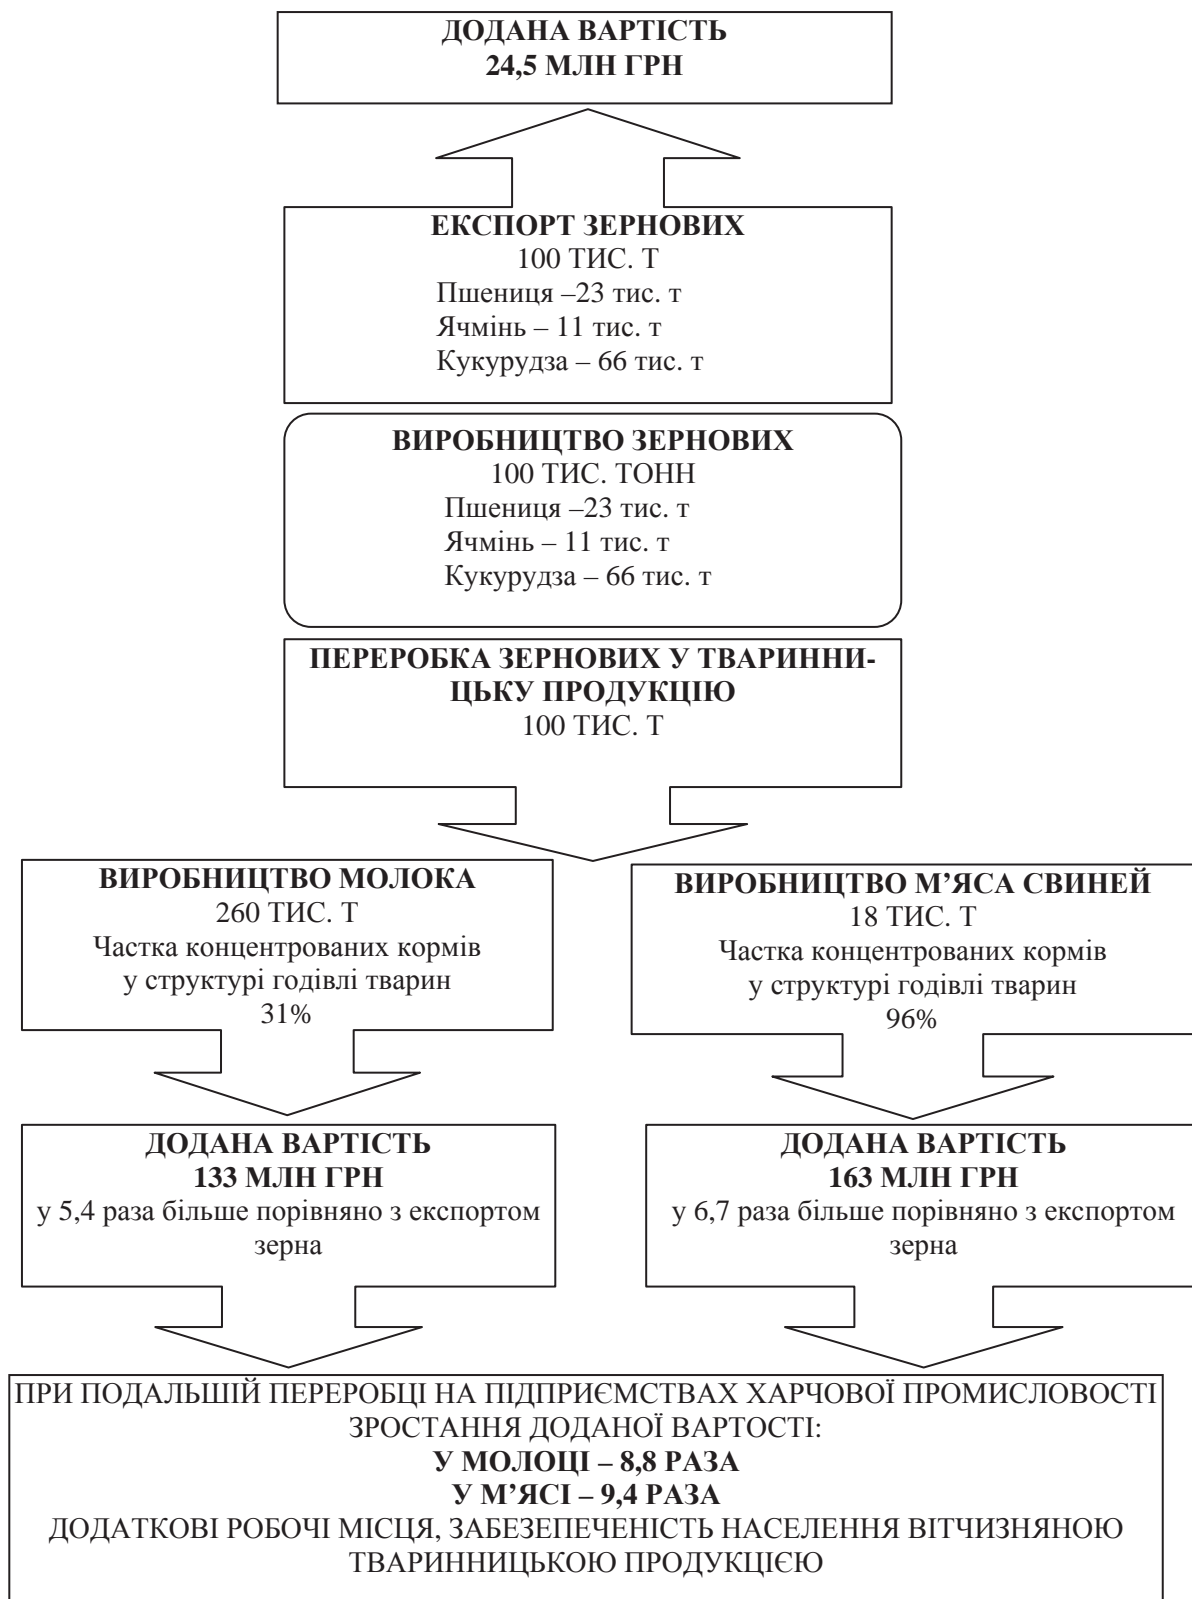 ДОДАНА ВАРТІСТЬ
24,5 МЛН ГРН
ЕКСПОРТ ЗЕРНОВИХ
100 ТИС. Т
Пшениця –23 тис. т
Ячмінь – 11 тис. т
Кукурудза – 66 тис. т
ВИРОБНИЦТВО ЗЕРНОВИХ
100 ТИС. ТОНН
Пшениця –23 тис. т
Ячмінь – 11 тис. т
Кукурудза – 66 тис. т
ПЕРЕРОБКА ЗЕРНОВИХ У ТВАРИННИ-
ЦЬКУ ПРОДУКЦІЮ
100 ТИС. Т
ВИРОБНИЦТВО МОЛОКА
260 ТИС. Т
Частка концентрованих кормів
у структурі годівлі тварин
31%
ВИРОБНИЦТВО М’ЯСА СВИНЕЙ
18 ТИС. Т
Частка концентрованих кормів
у структурі годівлі тварин
96%
ДОДАНА ВАРТІСТЬ
133 МЛН ГРН
у 5,4 раза більше порівняно з експортом
зерна
ДОДАНА ВАРТІСТЬ
163 МЛН ГРН
у 6,7 раза більше порівняно з експортом
зерна
ПРИ ПОДАЛЬШІЙ ПЕРЕРОБЦІ НА ПІДПРИЄМСТВАХ ХАРЧОВОЇ ПРОМИСЛОВОСТІ
ЗРОСТАННЯ ДОДАНОЇ ВАРТОСТІ:
У МОЛОЦІ – 8,8 РАЗА
У М’ЯСІ – 9,4 РАЗА
ДОДАТКОВІ РОБОЧІ МІСЦЯ, ЗАБЕЗЕПЕЧЕНІСТЬ НАСЕЛЕННЯ ВІТЧИЗНЯНОЮ
ТВАРИННИЦЬКОЮ ПРОДУКЦІЄЮ